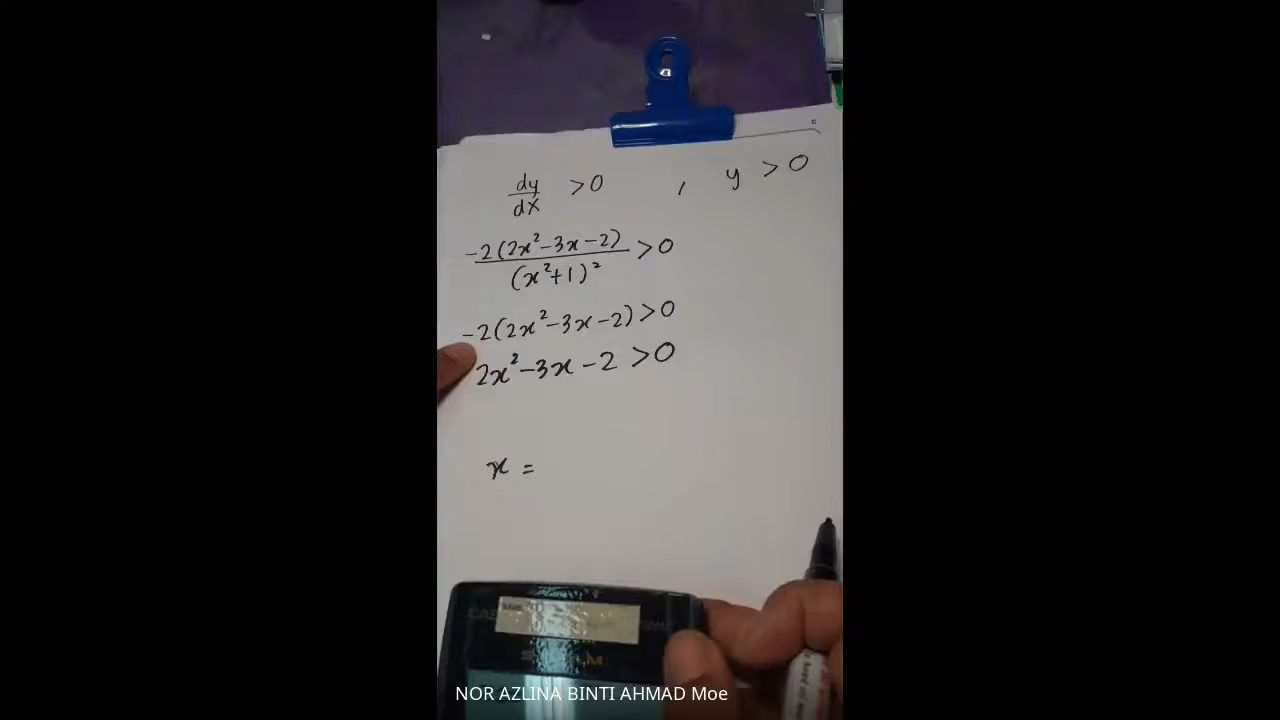 dy/dx > 0 , y > 0
-2(2x²-3x-2)/(x²+1)² > 0
-2(2x²-3x-2) > 0
2x²-3x-2 > 0
x =
NOR AZLINA BINTI AHMAD Moe